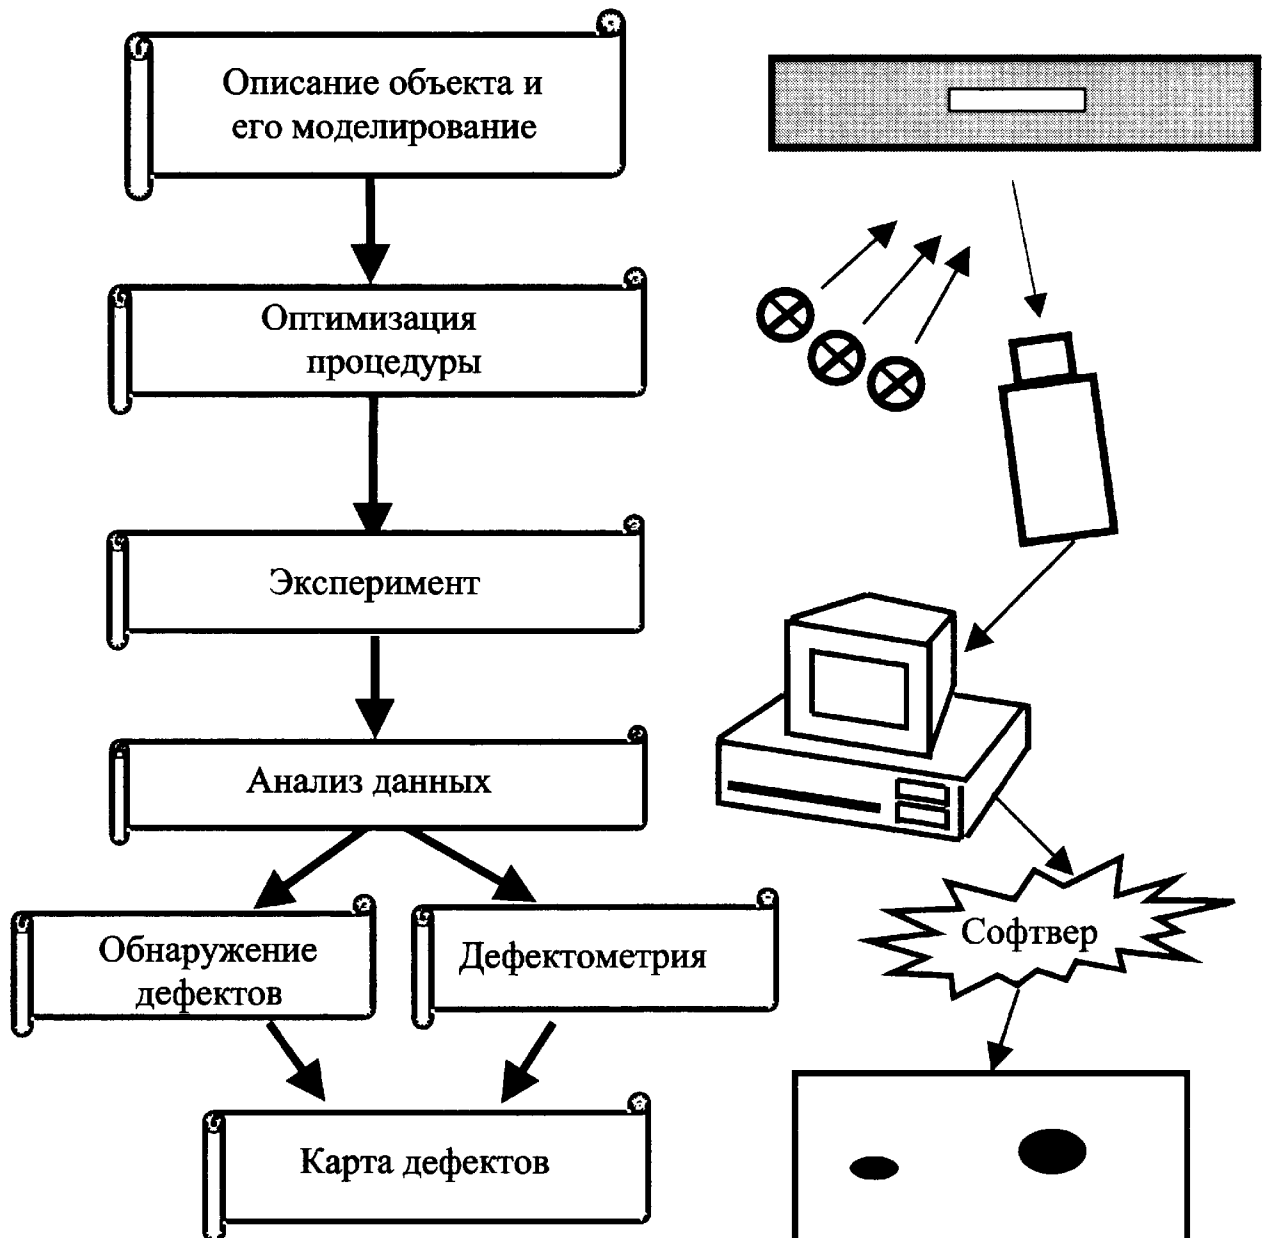 Описание объекта и
его моделирование
Оптимизация
процедуры
Эксперимент
Анализ данных
Обнаружение
дефектов
Дефектометрия
Софтвер
Карта дефектов